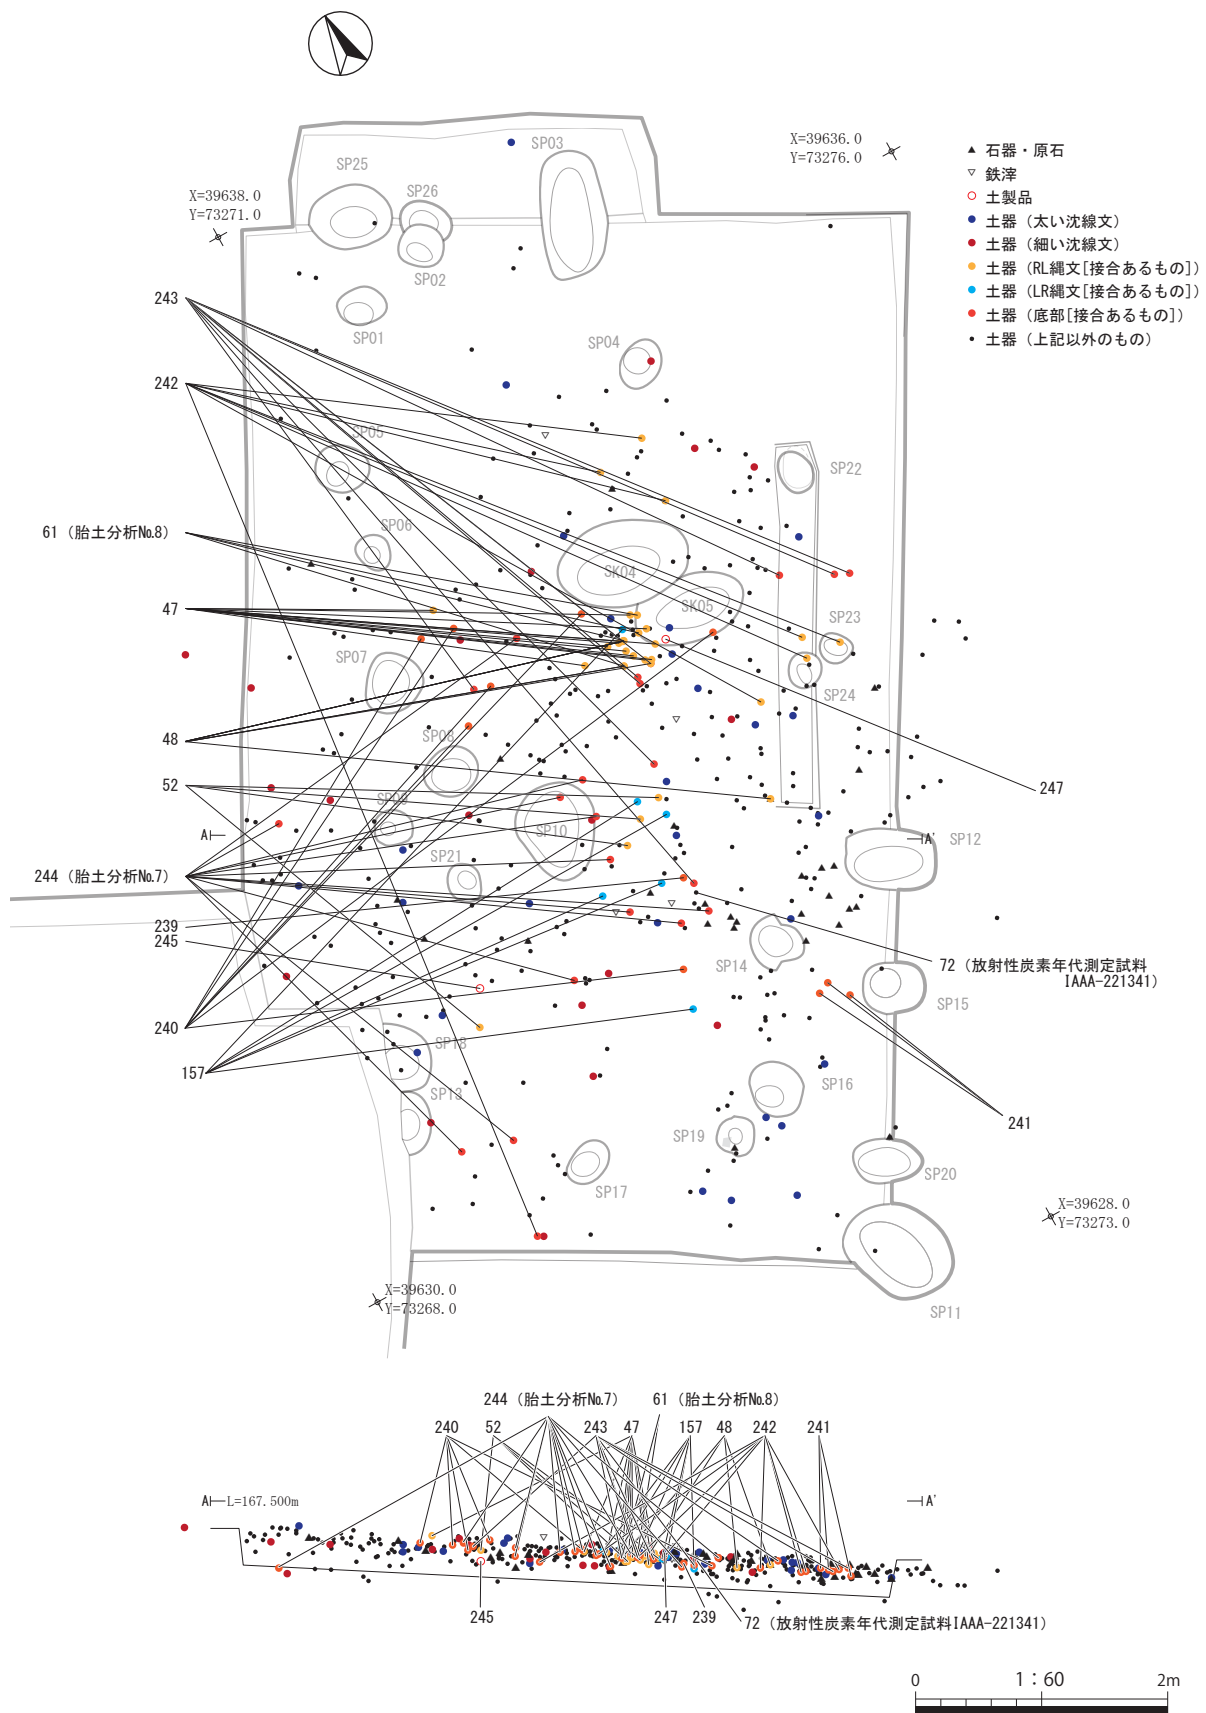 SP03
X=39636.0
Y=73276.0
石器・原石
鉄滓
土製品
土器（太い沈線文）
土器（細い沈線文）
土器（RL縄文[接合あるもの]）
土器（LR縄文[接合あるもの]）
土器（底部[接合あるもの]）
土器（上記以外のもの）
SP25
SP26
X=39638.0
Y=73271.0
SP02
243
SP01
SP04
242
SP05
SP22
61（胎土分析№8）
SP06
SK04
47
SK05
SP23
SP07
SP24
48
SP08
52
247
SP09
A
SP10
A'
SP12
SP21
244（胎土分析№7）
239
245
SP14
72（放射性炭素年代測定試料
IAAA-221341）
SP15
240
SP18
157
SP16
SP13
241
SP19
SP20
SP17
X=39628.0
Y=73273.0
X=39630.0
Y=73268.0
SP11
244（胎土分析№7）
61（胎土分析№8）
240
52
243
47
157
48
242
241
A
L=167.500m
A'
245
247
239
72（放射性炭素年代測定試料IAAA-221341）
0
1：60
2m